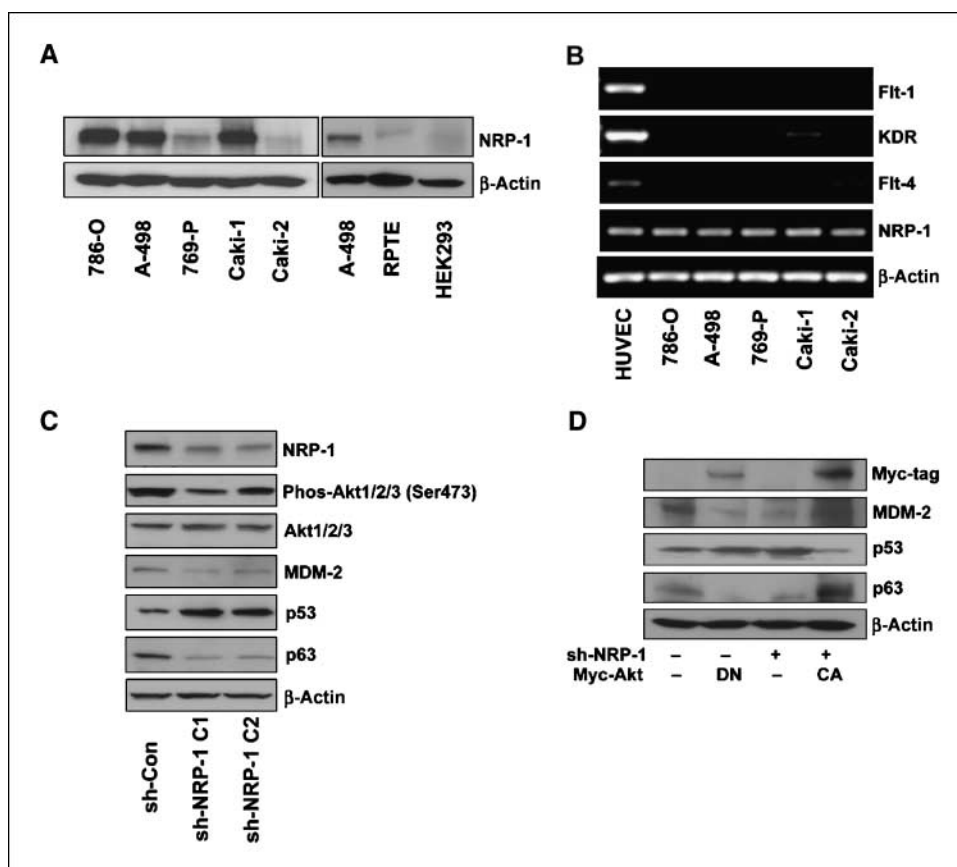 A
NRP-1
β-Actin
786-O
A-498
769-P
Caki-1
Caki-2
A-498
RPTE
HEK293
B
Flt-1
KDR
Flt-4
NRP-1
β-Actin
HUVEC
786-O
A-498
769-P
Caki-1
Caki-2
C
NRP-1
Phos-Akt1/2/3 (Ser473)
Akt1/2/3
MDM-2
p53
p63
β-Actin
sh-Con
sh-NRP-1 C1
sh-NRP-1 C2
D
Myc-tag
MDM-2
p53
p63
β-Actin
sh-NRP-1 – – + +
Myc-Akt – DN – CA